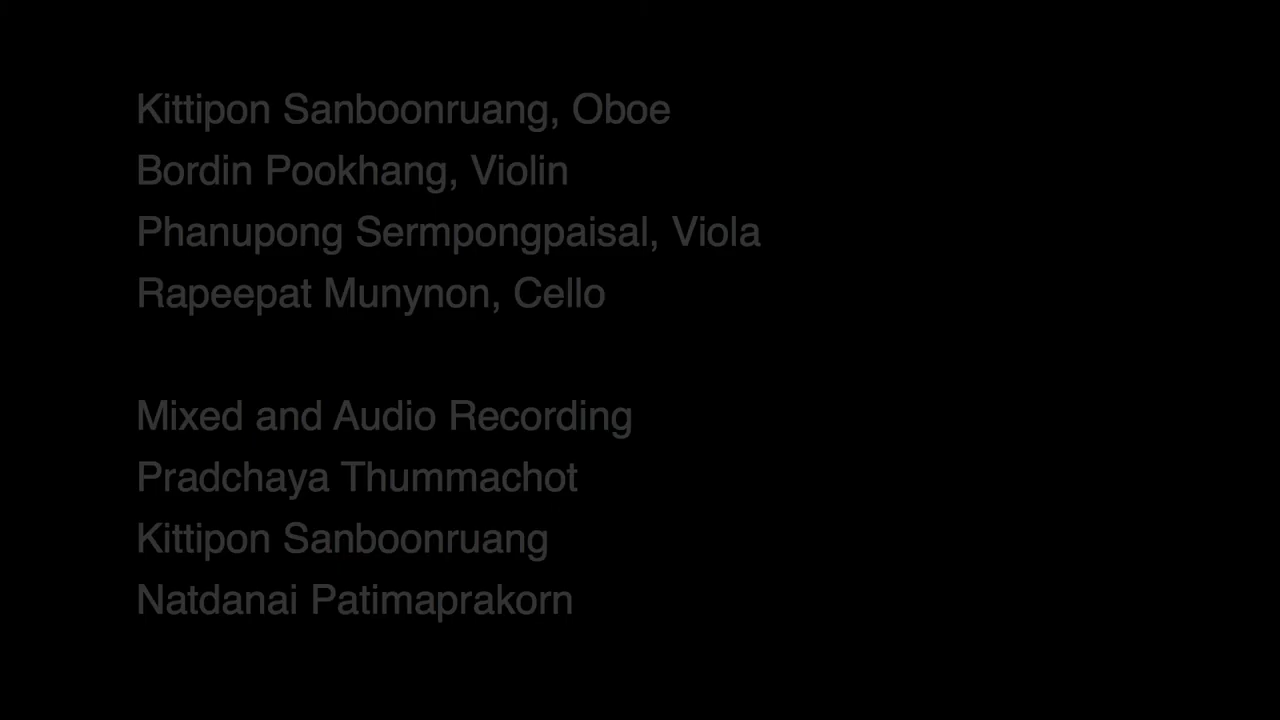 Kittipon Sanboonruang, Oboe
Bordin Pookhang, Violin
Phanupong Sermpongpaisal, Viola
Rapeepat Munynon, Cello
Mixed and Audio Recording
Pradchaya Thummachot
Kittipon Sanboonruang
Natdanai Patimaprakorn